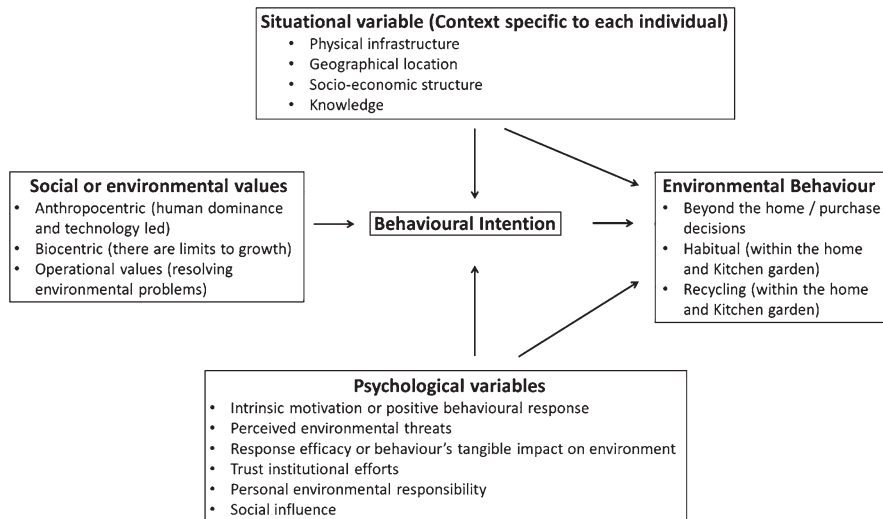 Situational variable (Context specific to each individual)
• Physical infrastructure
• Geographical location
• Socio-economic structure
• Knowledge
Social or environmental values
• Anthropocentric (human dominance
and technology led)
• Biocentric (there are limits to growth)
• Operational values (resolving
environmental problems)
Behavioural Intention
Environmental Behaviour
• Beyond the home / purchase
decisions
• Habitual (within the home
and Kitchen garden)
• Recycling (within the home
and Kitchen garden)
Psychological variables
• Intrinsic motivation or positive behavioural response
• Perceived environmental threats
• Response efficacy or behaviour's tangible impact on environment
• Trust institutional efforts
• Personal environmental responsibility
• Social influence